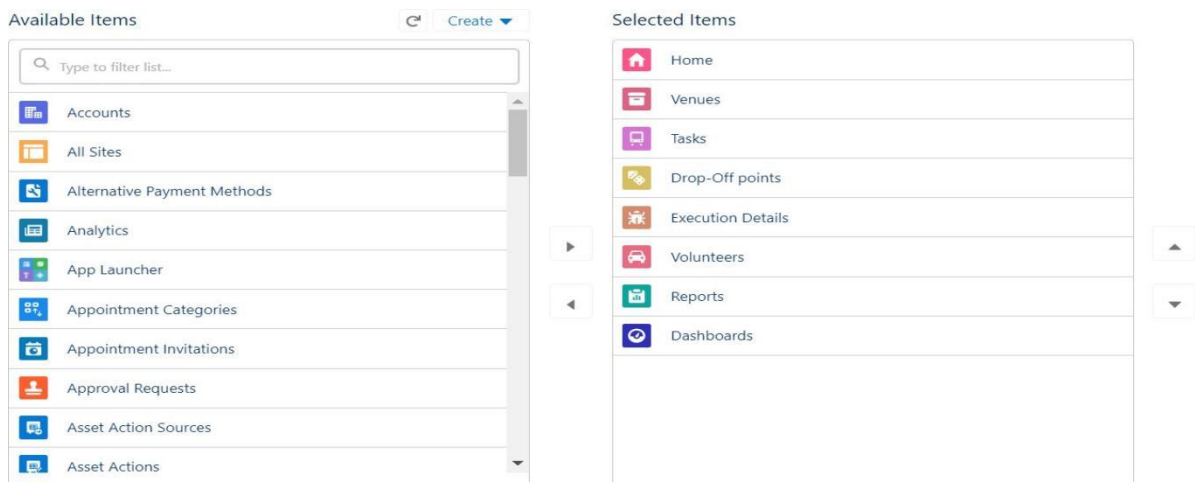 Available Items
Create
Type to filter list...
Accounts
All Sites
Alternative Payment Methods
Analytics
App Launcher
Appointment Categories
Appointment Invitations
Approval Requests
Asset Action Sources
Asset Actions
Selected Items
Home
Venues
Tasks
Drop-Off points
Execution Details
Volunteers
Reports
Dashboards